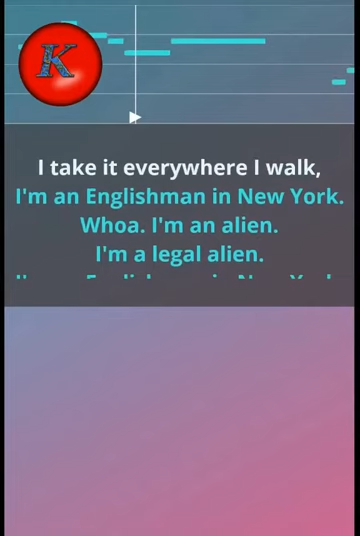 K
I take it everywhere I walk,
I'm an Englishman in New York.
Whoa. I'm an alien.
I'm a legal alien.